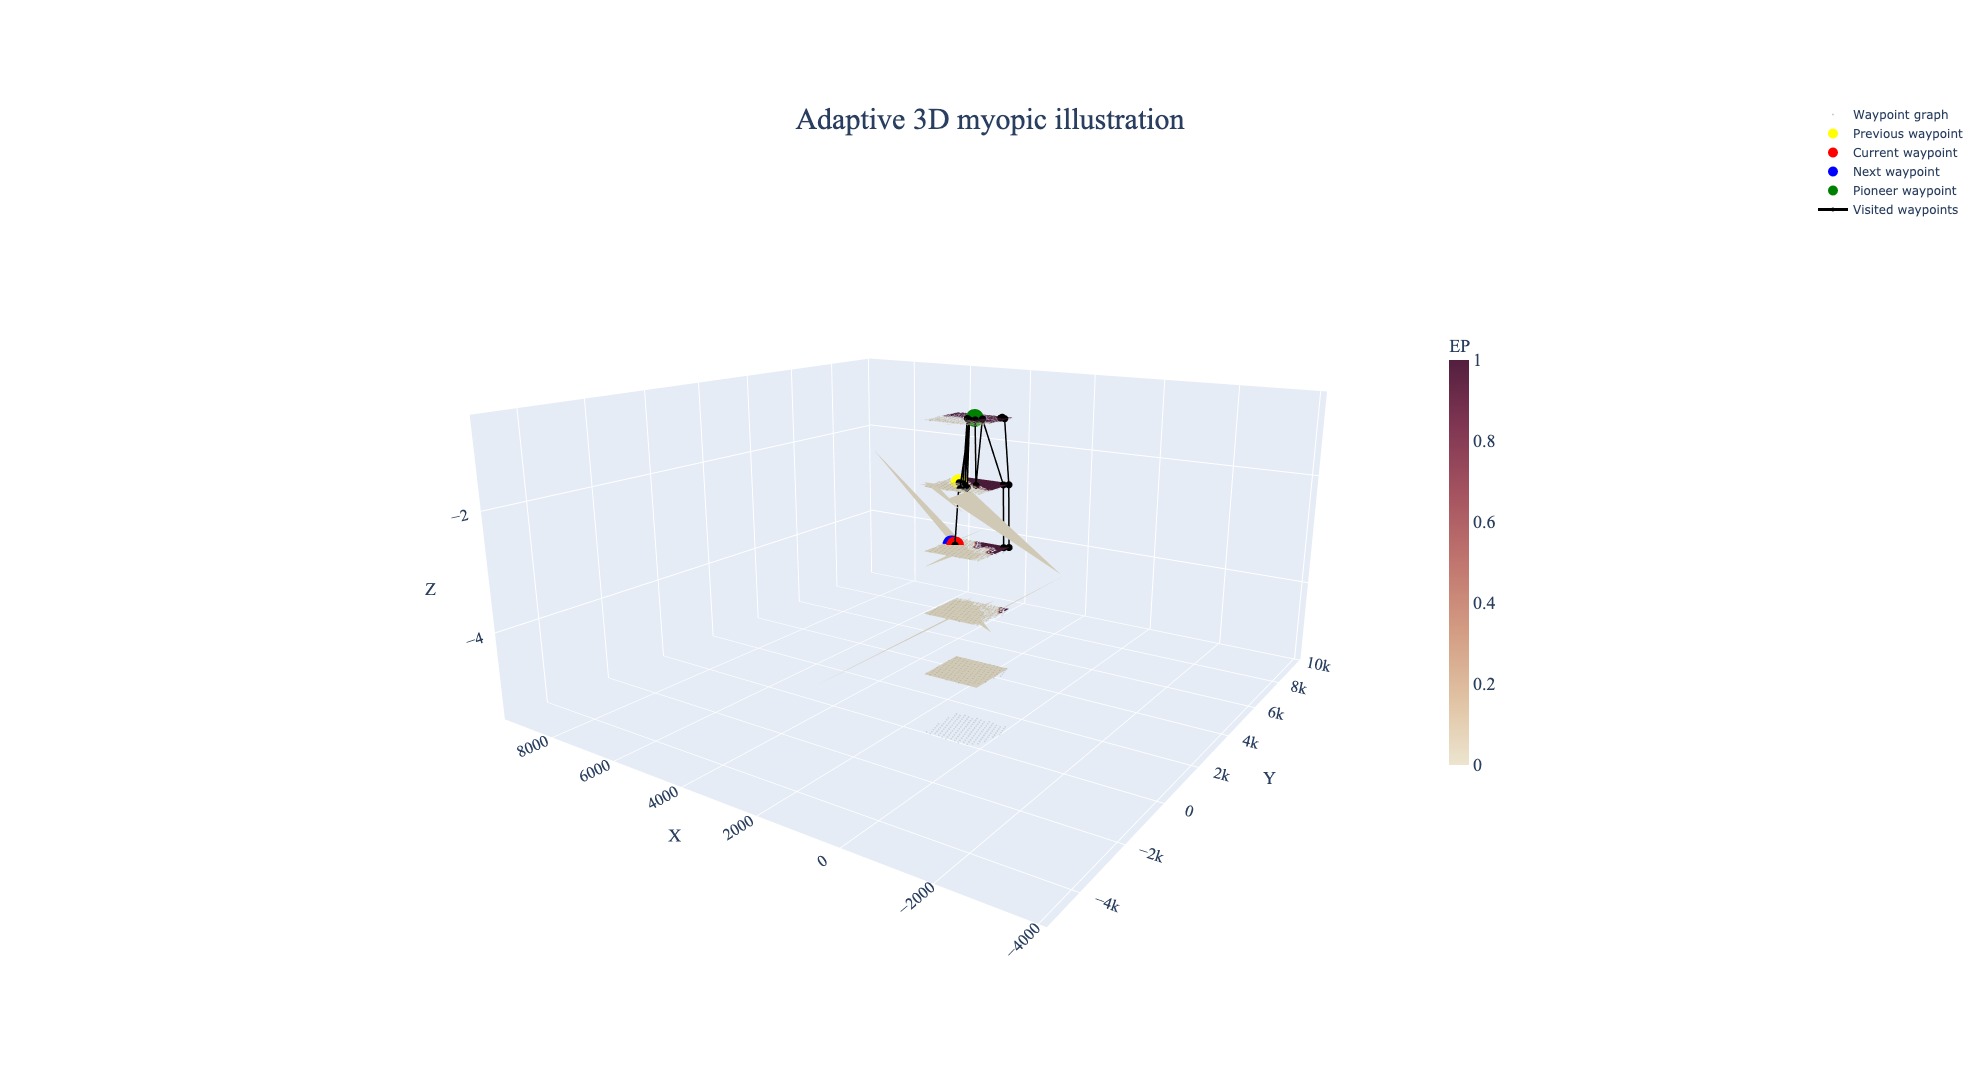 Adaptive 3D myopic illustration
Waypoint graph
Previous waypoint
Current waypoint
Next waypoint
Pioneer waypoint
Visited waypoints
EP
1
0.8
0.6
0.4
0.2
0
−2
−4
Z
8000
6000
4000
2000
0
−2000
−4000
X
10k
8k
6k
4k
2k
0
−2k
−4k
Y